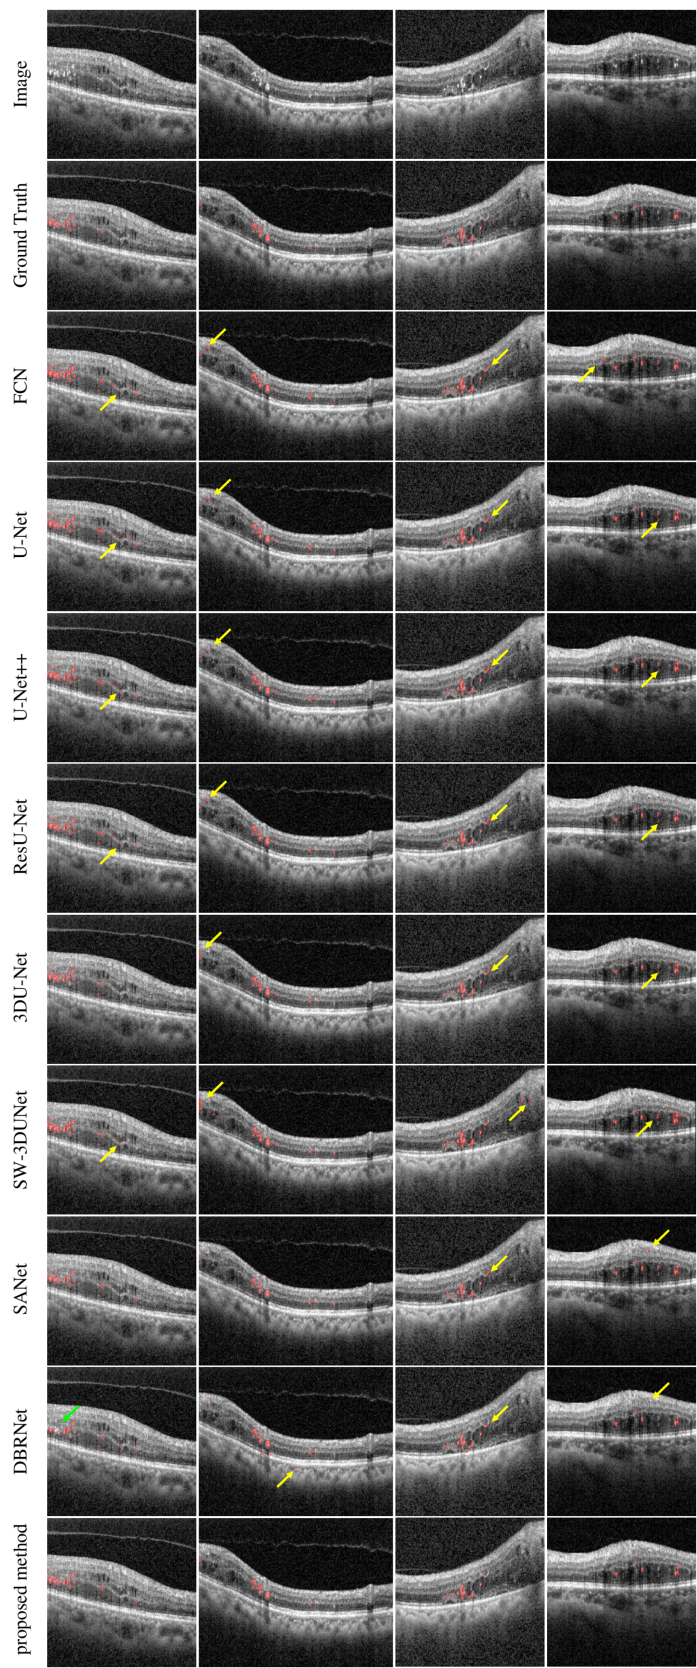 Image
Ground Truth
FCN
U-Net
U-Net++
ResU-Net
3DU-Net
SW-3DUNet
SANet
DBRNet
proposed method